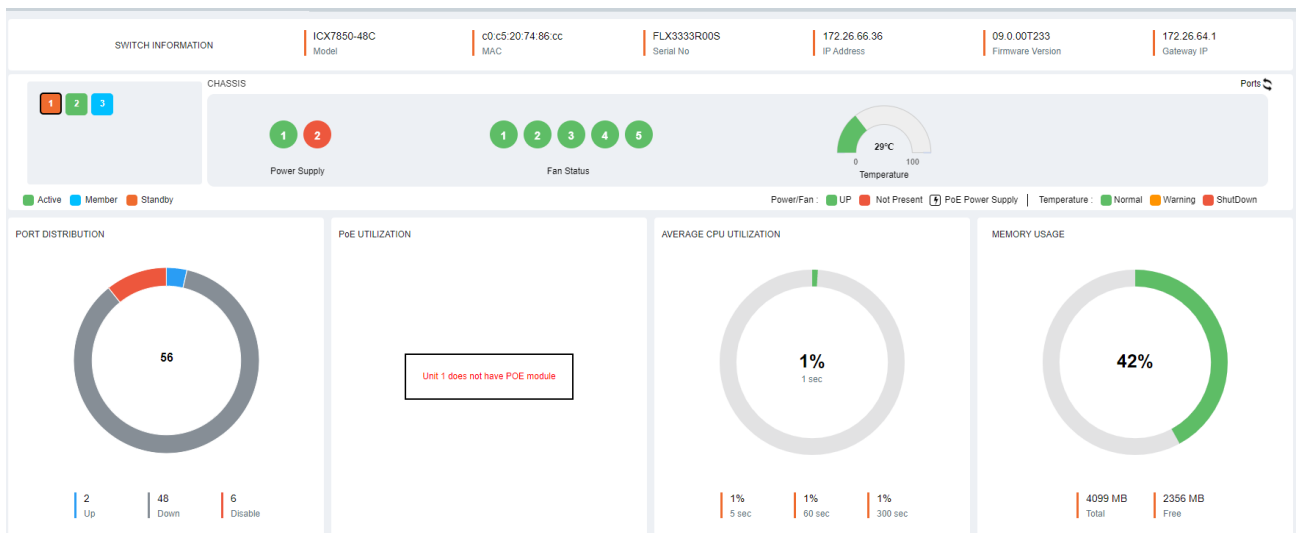 SWITCH INFORMATION
ICX7850-48C
Model
c0:c5:20:74:86:cc
MAC
FLX3333R00S
Serial No
172.26.66.36
IP Address
09.0.00T233
Firmware Version
172.26.64.1
Gateway IP
1 2 3
CHASSIS
Ports
1 2
Power Supply
1 2 3 4 5
Fan Status
29°C
0 100
Temperature
Active Member Standby
Power/Fan : UP Not Present PoE Power Supply | Temperature : Normal Warning ShutDown
PORT DISTRIBUTION
56
2
Up
48
Down
6
Disable
PoE UTILIZATION
Unit 1 does not have POE module
AVERAGE CPU UTILIZATION
1%
1 sec
1%
5 sec
1%
60 sec
1%
300 sec
MEMORY USAGE
42%
4099 MB
Total
2356 MB
Free